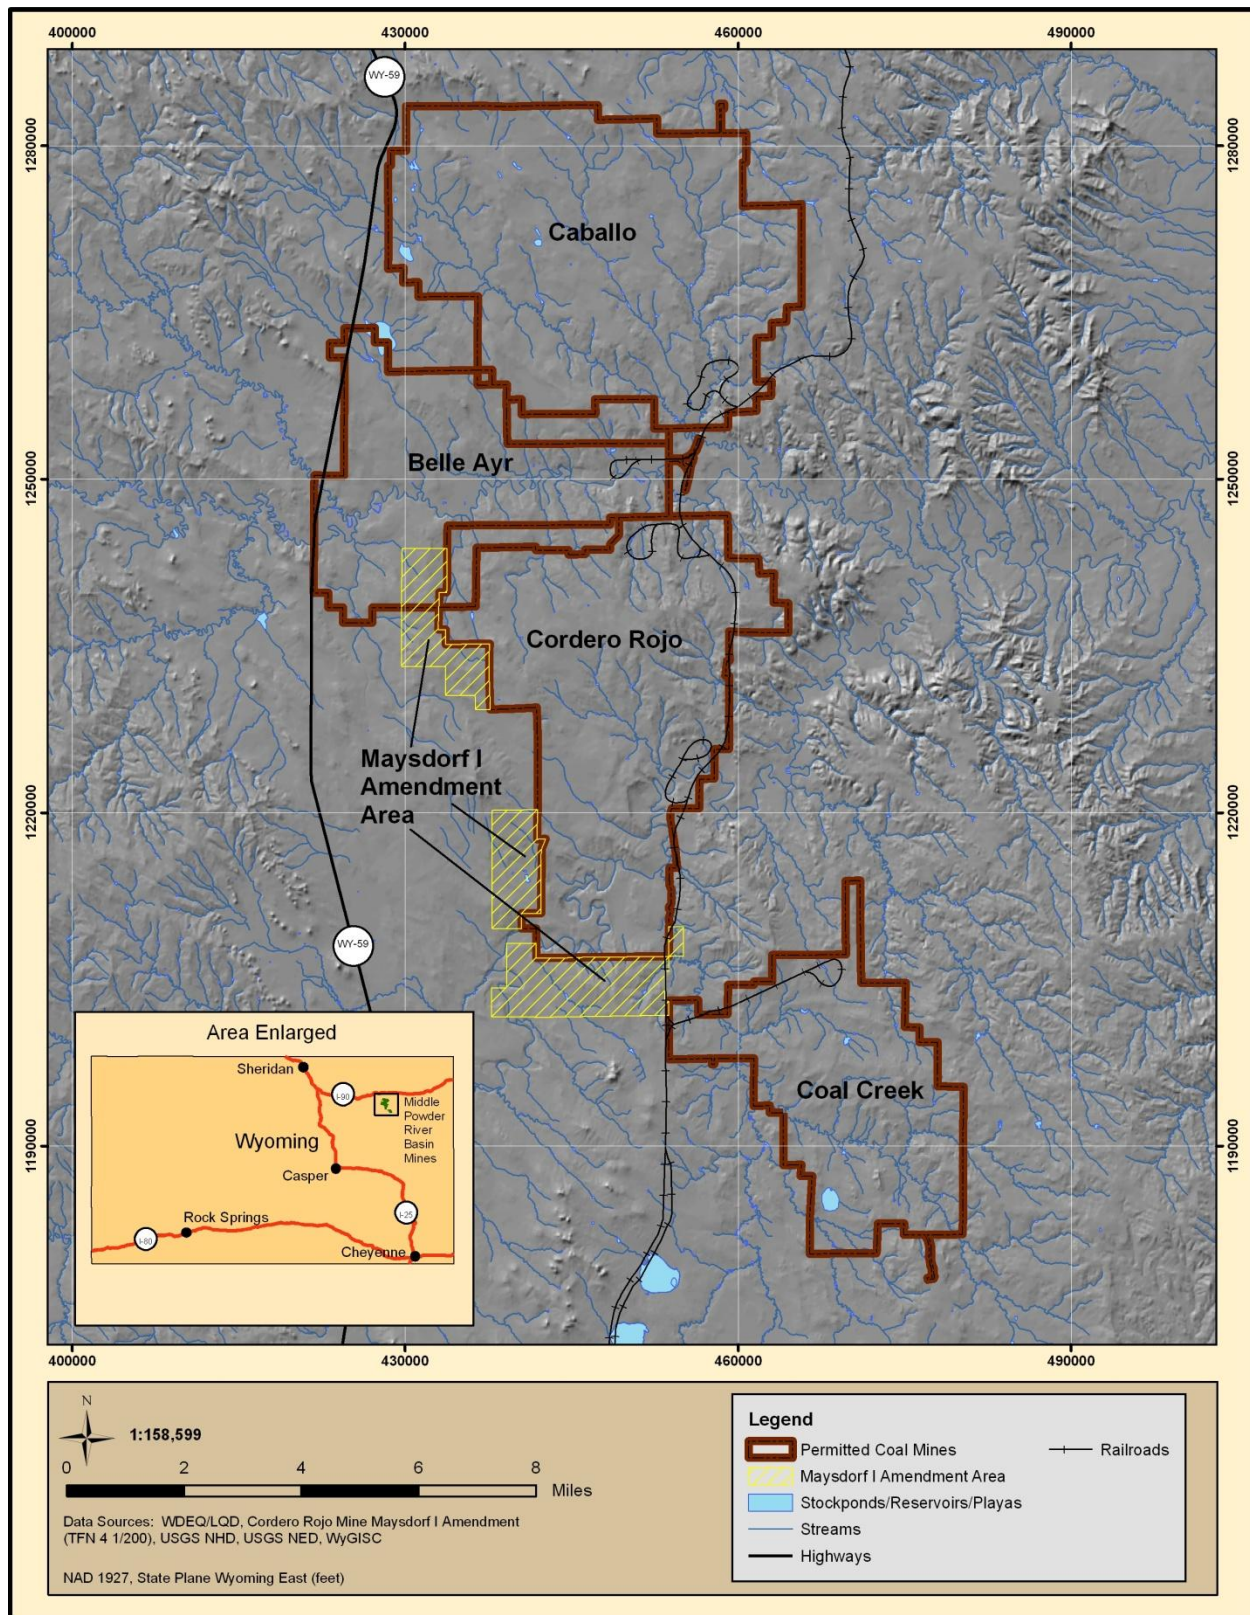 400000
430000
460000
490000
WY-59
1280000
1280000
Caballo
Belle Ayr
1250000
1250000
Cordero Rojo
Maysdorf I
Amendment
Area
1220000
1220000
WY-59
Coal Creek
1190000
1190000
Area Enlarged
Sheridan
I-90
Middle
Powder
River
Basin
Mines
Wyoming
Casper
Rock Springs
I-25
I-80
Cheyenne
400000
430000
460000
490000
N
1:158,599
0 2 4 6 8
Miles
Data Sources: WDEQ/LQD, Cordero Rojo Mine Maysdorf I Amendment
(TFN 4 1/200), USGS NHD, USGS NED, WyGISC
NAD 1927, State Plane Wyoming East (feet)
Legend
Permitted Coal Mines
Railroads
Maysdorf I Amendment Area
Stockponds/Reservoirs/Playas
Streams
Highways